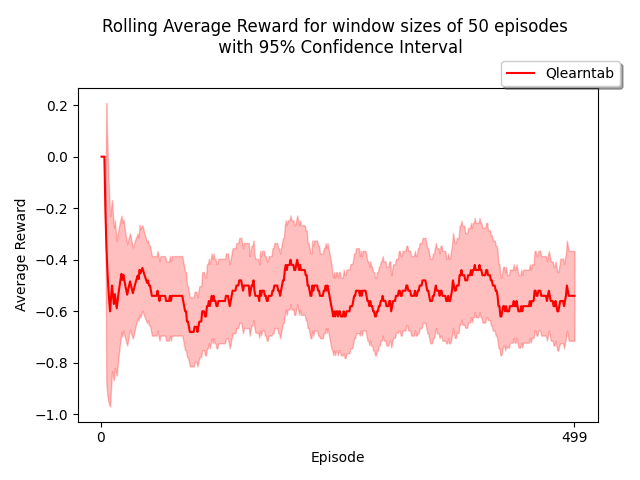 Rolling Average Reward for window sizes of 50 episodes
with 95% Confidence Interval
Qlearntab
0.2
0.0
−0.2
−0.4
−0.6
−0.8
−1.0
Average Reward
0 499
Episode